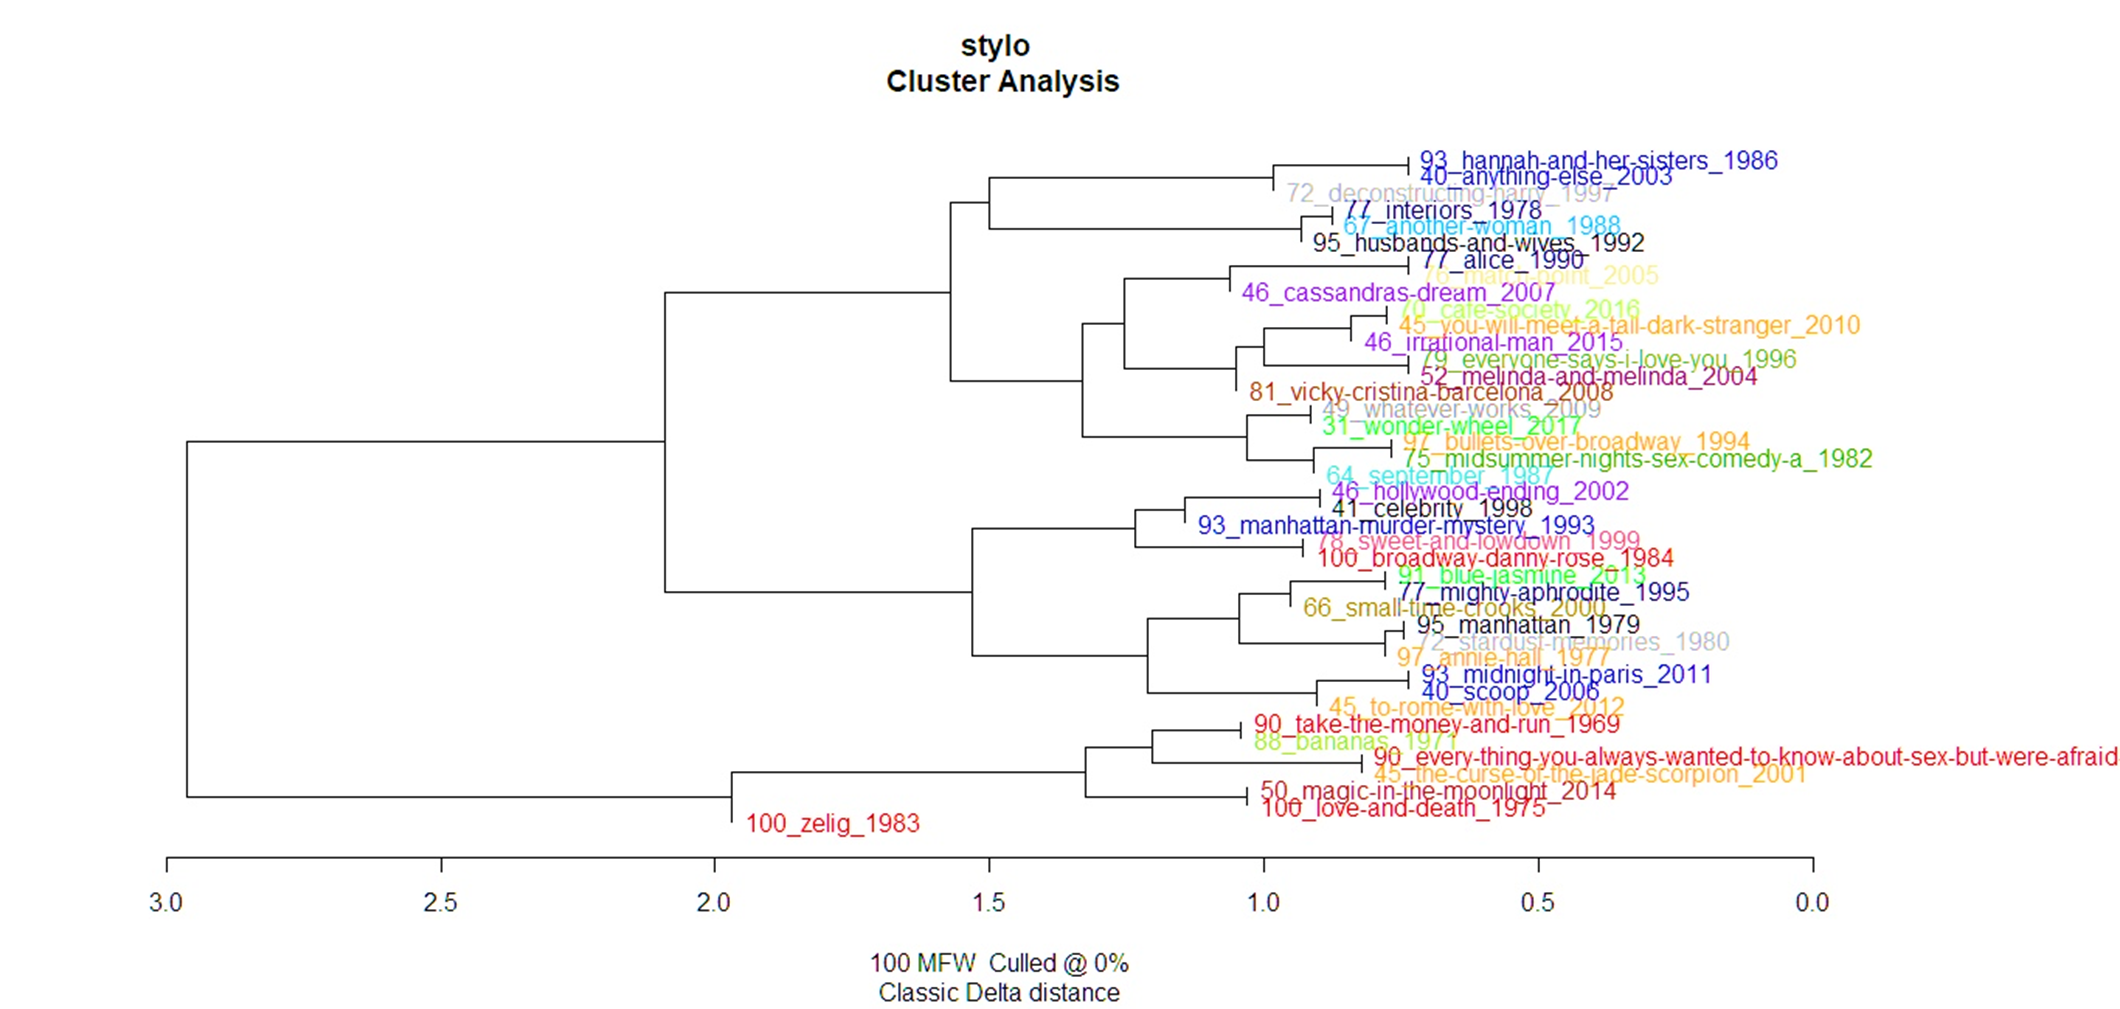 stylo
Cluster Analysis
93_hannah-and-her-sisters_1986
40_anything-else_2003
72_deconstructing-harry_1997
77_interiors_1978
67_another-woman_1988
95_husbands-and-wives_1992
77_alice_1990
76_match-point_2005
46_cassandras-dream_2007
70_cafe-society_2016
45_you-will-meet-a-tall-dark-stranger_2010
46_irrational-man_2015
79_everyone-says-i-love-you_1996
52_melinda-and-melinda_2004
81_vicky-cristina-barcelona_2008
49_whatever-works_2009
31_wonder-wheel_2017
97_bullets-over-broadway_1994
75_midsummer-nights-sex-comedy-a_1982
64_september_1987
46_hollywood-ending_2002
41_celebrity_1998
93_manhattan-murder-mystery_1993
78_sweet-and-lowdown_1999
100_broadway-danny-rose_1984
91_blue-jasmine_2013
77_mighty-aphrodite_1995
66_small-time-crooks_2000
95_manhattan_1979
72_stardust-memories_1980
97_annie-hall_1977
93_midnight-in-paris_2011
40_scoop_2006
45_to-rome-with-love_2012
90_take-the-money-and-run_1969
88_bananas_1971
90_every-thing-you-always-wanted-to-know-about-sex-but-were-afraid
45_the-curse-of-the-jade-scorpion_2001
50_magic-in-the-moonlight_2014
100_love-and-death_1975
100_zelig_1983
3.0 2.5 2.0 1.5 1.0 0.5 0.0
100 MFW Culled @ 0%
Classic Delta distance